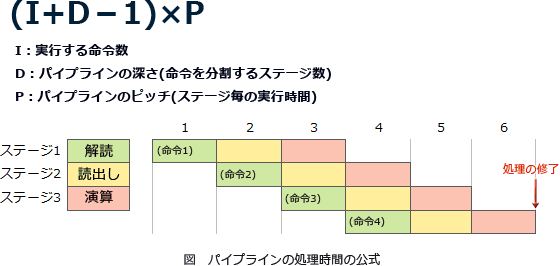 (I+D－1)×P
I：実行する命令数
D：パイプラインの深さ(命令を分割するステージ数)
P：パイプラインのピッチ(ステージ毎の実行時間)
1 2 3 4 5 6
ステージ1 解読 (命令1)
ステージ2 読出し (命令2) 処理の修了
ステージ3 演算 (命令3)
(命令4)
図　パイプラインの処理時間の公式